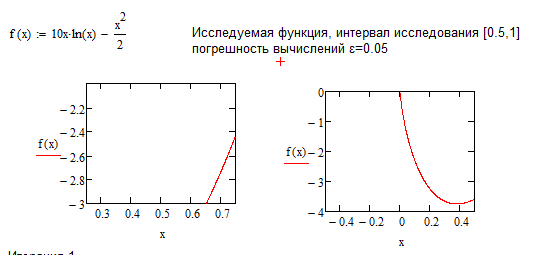 f(x) := 10x·ln(x) − x²/2
Исследуемая функция, интервал исследования [0.5,1]
погрешность вычислений ε=0.05
− 2.2
− 2.4
f(x)
− 2.6
− 2.8
− 3
0.3 0.4 0.5 0.6 0.7
x
0
− 1
f(x) − 2
− 3
− 4
− 0.4 − 0.2 0 0.2 0.4
x